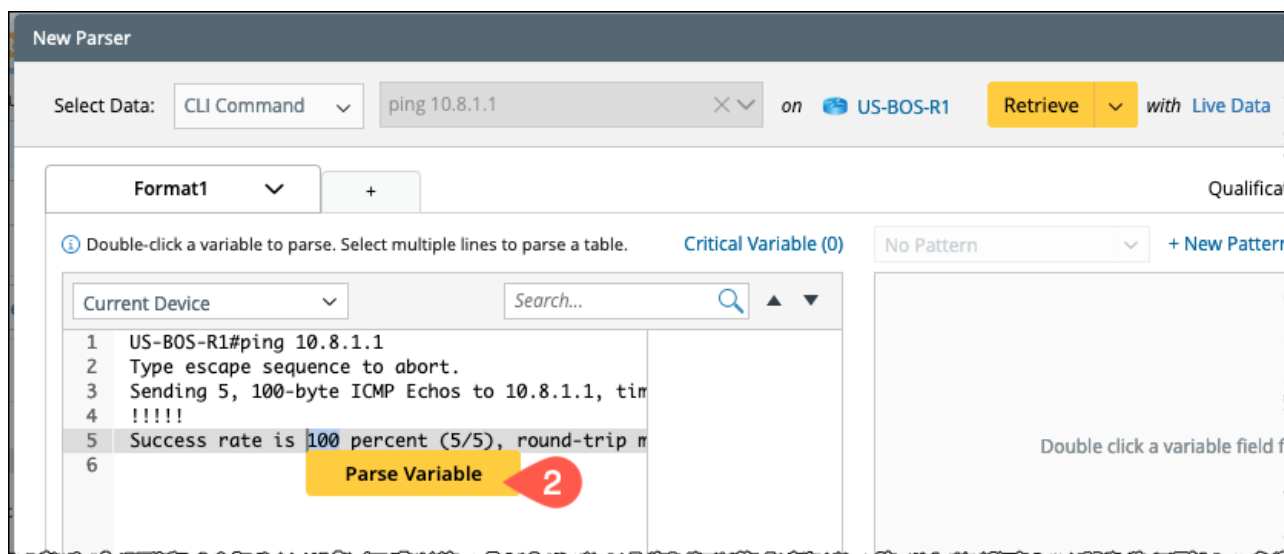 New Parser
Select Data: CLI Command ping 10.8.1.1 on US-BOS-R1 Retrieve with Live Data
Format1 +
Double-click a variable to parse. Select multiple lines to parse a table. Critical Variable (0) No Pattern + New Pattern
Current Device Search...
1 US-BOS-R1#ping 10.8.1.1
2 Type escape sequence to abort.
3 Sending 5, 100-byte ICMP Echos to 10.8.1.1,
4 !!!!!
5 Success rate is 100 percent (5/5), round-trip
6
Double click a variable field
Parse Variable 2